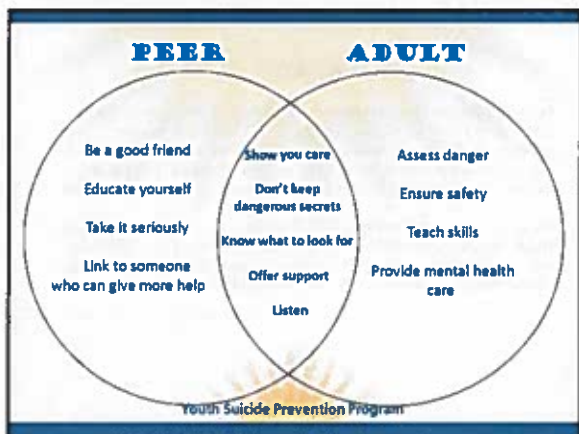 PEER
ADULT
Be a good friend
Educate yourself
Take it seriously
Link to someone
who can give more help
Show you care
Don't keep
dangerous secrets
Know what to look for
Offer support
Listen
Assess danger
Ensure safety
Teach skills
Provide mental health
care
Youth Suicide Prevention Program